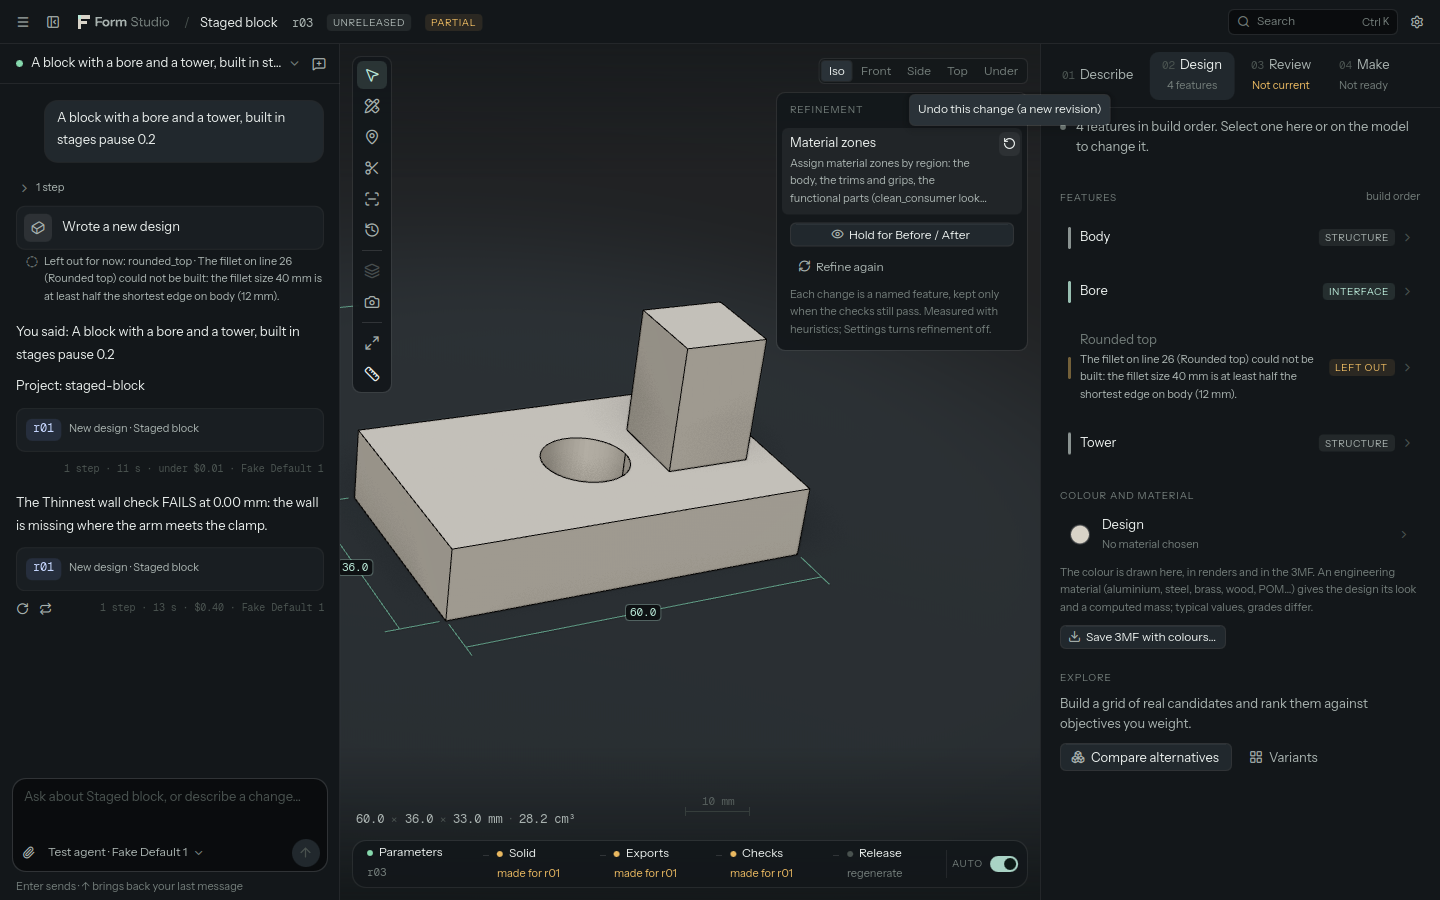 Form Studio / Staged block r03 UNRELEASED PARTIAL
Search Ctrl K
A block with a bore and a tower, built in st...
A block with a bore and a tower, built in
stages pause 0.2
1 step
Wrote a new design
Left out for now: rounded_top · The fillet on line 26
(Rounded top) could not be built: the fillet size 40 mm is
at least half the shortest edge on body (12 mm).
You said: A block with a bore and a tower, built in
stages pause 0.2
Project: staged-block
r01 New design · Staged block
1 step · 11 s · under $0.01 · Fake Default 1
The Thinnest wall check FAILS at 0.00 mm: the wall
is missing where the arm meets the clamp.
r01 New design · Staged block
1 step · 13 s · $0.40 · Fake Default 1
Ask about Staged block, or describe a change...
Test agent · Fake Default 1
Enter sends · ↑ brings back your last message
Iso Front Side Top Under
REFINEMENT
Undo this change (a new revision)
Material zones
Assign material zones by region: the
body, the trims and grips, the
functional parts (clean_consumer look...
Hold for Before / After
Refine again
Each change is a named feature, kept only
when the checks still pass. Measured with
heuristics; Settings turns refinement off.
36.0
60.0
10 mm
60.0 × 36.0 × 33.0 mm · 28.2 cm³
Parameters
r03
Solid
made for r01
Exports
made for r01
Checks
made for r01
Release
regenerate
AUTO
01 Describe
02 Design
4 features
03 Review
Not current
04 Make
Not ready
4 features in build order. Select one here or on the model
to change it.
FEATURES build order
Body STRUCTURE
Bore INTERFACE
Rounded top
The fillet on line 26 (Rounded top) could not be
built: the fillet size 40 mm is at least half the
shortest edge on body (12 mm).
LEFT OUT
Tower STRUCTURE
COLOUR AND MATERIAL
Design
No material chosen
The colour is drawn here, in renders and in the 3MF. An engineering
material (aluminium, steel, brass, wood, POM...) gives the design its look
and a computed mass; typical values, grades differ.
Save 3MF with colours...
EXPLORE
Build a grid of real candidates and rank them against
objectives you weight.
Compare alternatives
Variants